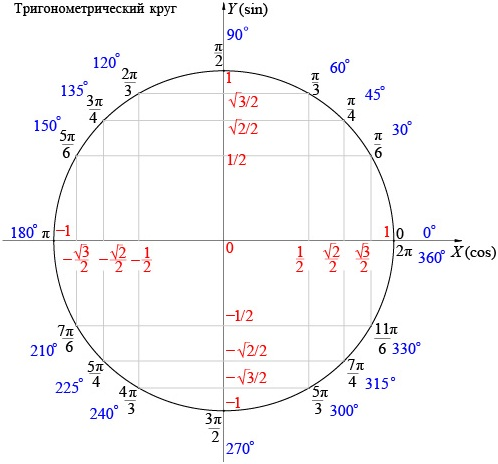 Тригонометрический круг
Y(sin)
90°
π/2
120° 2π/3 1 π/3 60°
135° 3π/4 √3/2 π/4 45°
√2/2
150° 5π/6 1/2 π/6 30°
180° π −1 1 0 0°
0 2π 360° X(cos)
−√3/2 −√2/2 −1/2 1/2 √2/2 √3/2
−1/2
210° 7π/6 11π/6 330°
−√2/2
225° 5π/4 7π/4 315°
−√3/2
240° 4π/3 −1 5π/3 300°
3π/2
270°